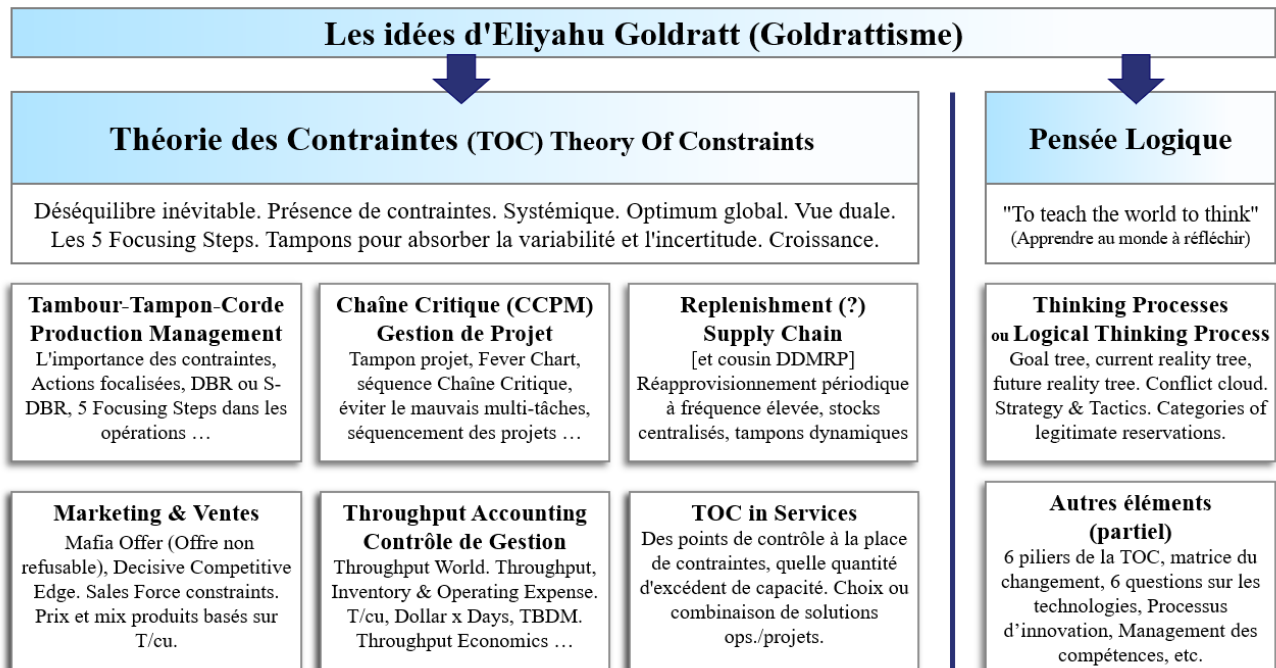 Les idées d'Eliyahu Goldratt (Goldrattisme)
Théorie des Contraintes (TOC) Theory Of Constraints
Déséquilibre inévitable. Présence de contraintes. Systémique. Optimum global. Vue duale.
Les 5 Focusing Steps. Tampons pour absorber la variabilité et l'incertitude. Croissance.
Pensée Logique
"To teach the world to think"
(Apprendre au monde à réfléchir)
Tambour-Tampon-Corde
Production Management
L'importance des contraintes,
Actions focalisées, DBR ou S-
DBR, 5 Focusing Steps dans les
opérations …
Chaîne Critique (CCPM)
Gestion de Projet
Tampon projet, Fever Chart,
séquence Chaîne Critique,
éviter le mauvais multi-tâches,
séquencement des projets …
Replenishment (?)
Supply Chain
[et cousin DDMRP]
Réapprovisionnement périodique
à fréquence élevée, stocks
centralisés, tampons dynamiques
Thinking Processes
ou Logical Thinking Process
Goal tree, current reality tree,
future reality tree. Conflict cloud.
Strategy & Tactics. Categories of
legitimate reservations.
Marketing & Ventes
Mafia Offer (Offre non
refusable), Decisive Competitive
Edge. Sales Force constraints.
Prix et mix produits basés sur
T/cu.
Throughput Accounting
Contrôle de Gestion
Throughput World. Throughput,
Inventory & Operating Expense.
T/cu, Dollar x Days, TBDM.
Throughput Economics …
TOC in Services
Des points de contrôle à la place
de contraintes, quelle quantité
d'excédent de capacité. Choix ou
combinaison de solutions
ops./projets.
Autres éléments
(partiel)
6 piliers de la TOC, matrice du
changement, 6 questions sur les
technologies, Processus
d’innovation, Management des
compétences, etc.